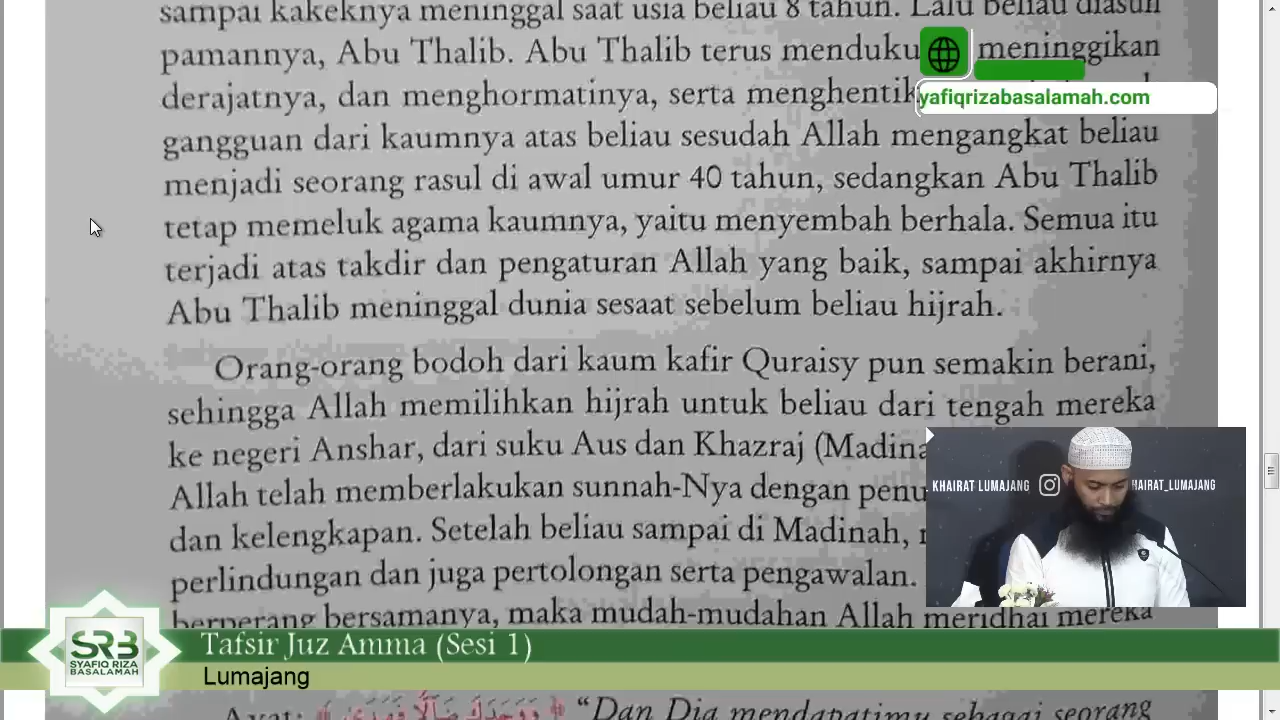 sampai kakeknya meninggal saat usia beliau 8 tahun. Lalu beliau diasuh
pamannya, Abu Thalib. Abu Thalib terus menduku meninggikan
derajatnya, dan menghormatinya, serta menghentik
yafiqrizabasalamah.com
gangguan dari kaumnya atas beliau sesudah Allah mengangkat beliau
menjadi seorang rasul di awal umur 40 tahun, sedangkan Abu Thalib
tetap memeluk agama kaumnya, yaitu menyembah berhala. Semua itu
terjadi atas takdir dan pengaturan Allah yang baik, sampai akhirnya
Abu Thalib meninggal dunia sesaat sebelum beliau hijrah.
Orang-orang bodoh dari kaum kafir Quraisy pun semakin berani,
sehingga Allah memilihkan hijrah untuk beliau dari tengah mereka
ke negeri Anshar, dari suku Aus dan Khazraj (Madina
Allah telah memberlakukan sunnah-Nya dengan penu
dan kelengkapan. Setelah beliau sampai di Madinah,
perlindungan dan juga pertolongan serta pengawalan.
berperang bersamanya, maka mudah-mudahan Allah meridhai mereka
KHAIRAT LUMAJANG
HAIRAT_LUMAJANG
SRB
SYAFIQ RIZA
BASALAMAH
Tafsir Juz Amma (Sesi 1)
Lumajang
Ayat: ﴿ وَوَجَدَكَ ضَالًّا فَهَدَى ﴾ “Dan Dia mendapatimu sebagai seorang